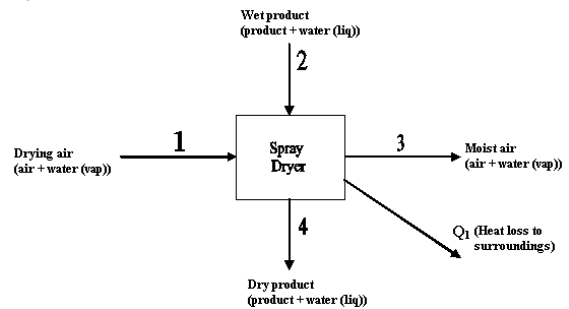 Wet product
(product + water (liq)
2
Drying air
(air + water (vap))
1
Spray
Dryer
3
Moist air
(air + water (vap))
4
Q1 (Heat loss to
surroundings)
Dry product
(product + water (liq))